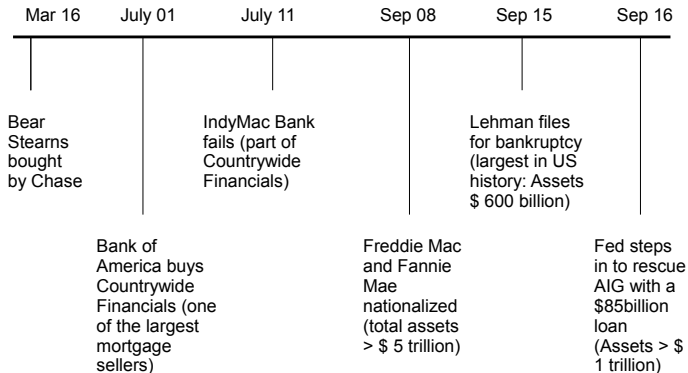 Mar 16 July 01 July 11 Sep 08 Sep 15 Sep 16
Bear
Stearns
bought
by Chase
IndyMac Bank
fails (part of
Countrywide
Financials)
Lehman files
for bankruptcy
(largest in US
history: Assets
$ 600 billion)
Bank of
America buys
Countrywide
Financials (one
of the largest
mortgage
sellers)
Freddie Mac
and Fannie
Mae
nationalized
(total assets
> $ 5 trillion)
Fed steps
in to rescue
AIG with a
$85billion
loan
(Assets > $
1 trillion)